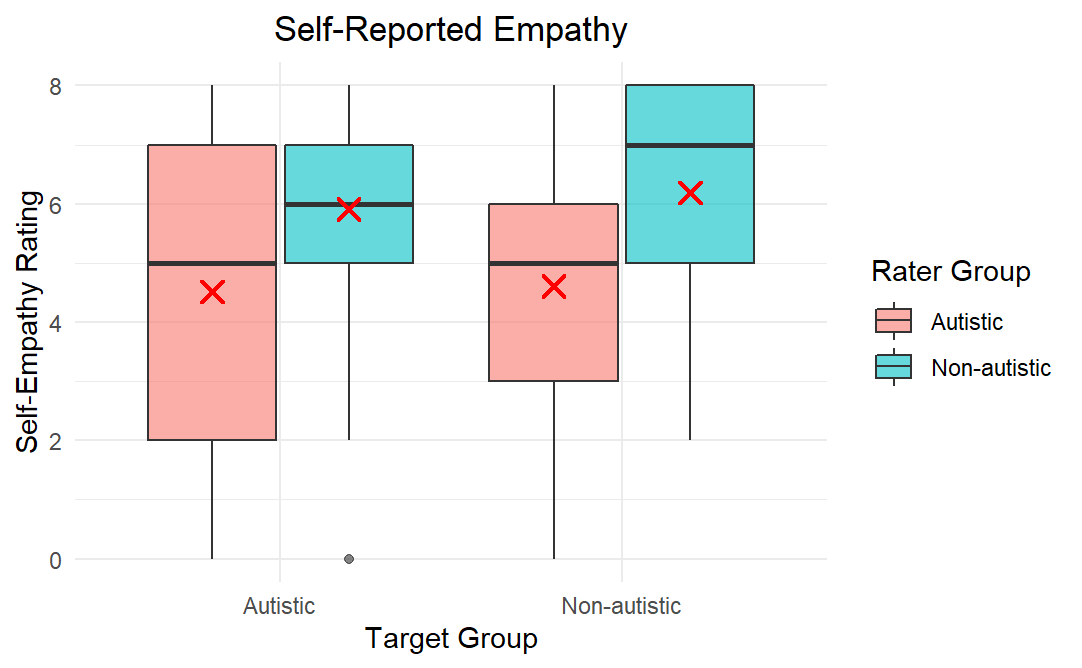 Self-Reported Empathy
Self-Empathy Rating
8
6
4
2
0
Autistic
Non-autistic
Target Group
Rater Group
Autistic
Non-autistic